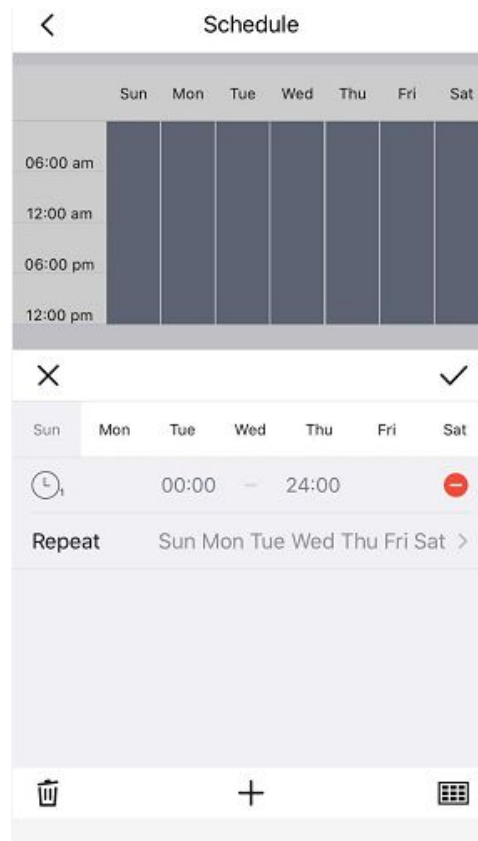 Schedule
Sun Mon Tue Wed Thu Fri Sat
06:00 am
12:00 am
06:00 pm
12:00 pm
Sun Mon Tue Wed Thu Fri Sat
1 00:00 – 24:00
Repeat Sun Mon Tue Wed Thu Fri Sat >